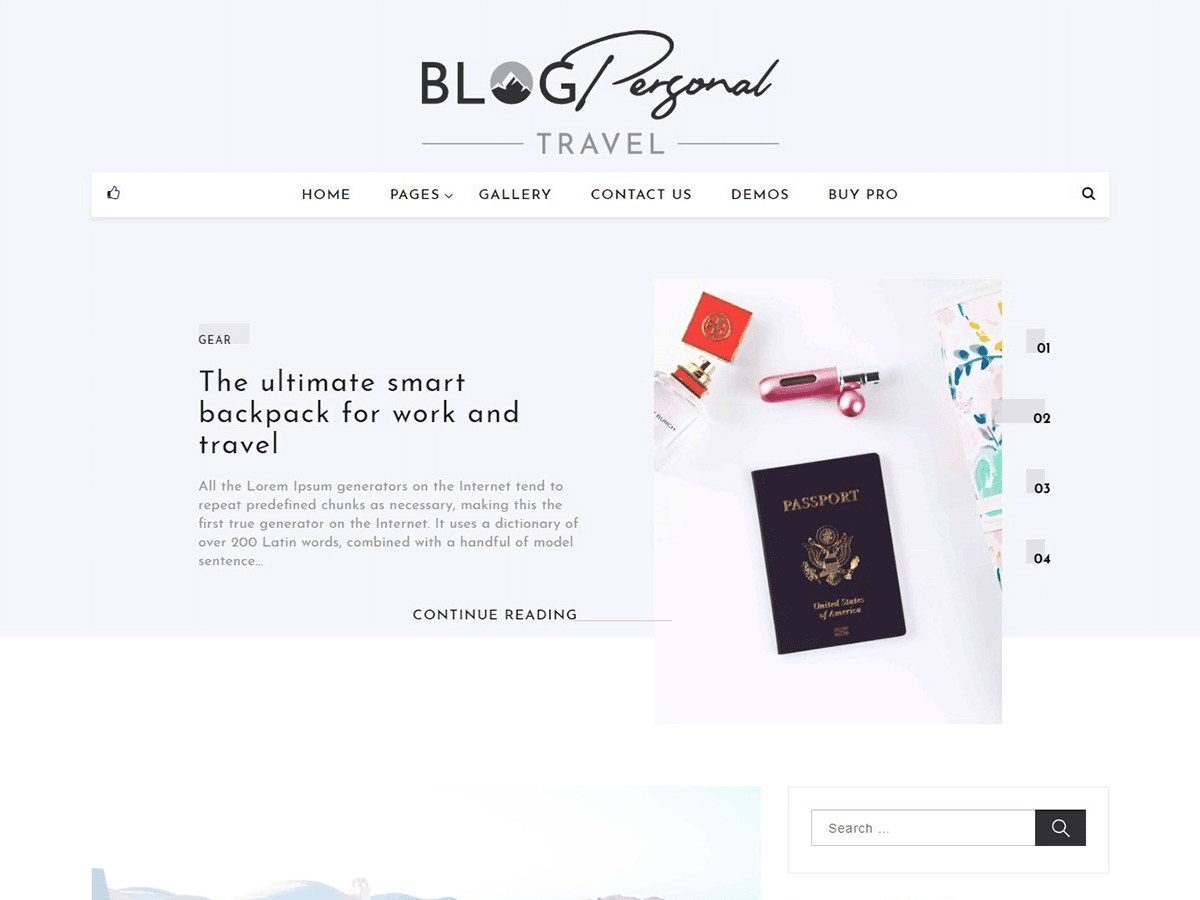 BLOG Personal
TRAVEL
HOME PAGES GALLERY CONTACT US DEMOS BUY PRO
GEAR
The ultimate smart
backpack for work and
travel
All the Lorem Ipsum generators on the Internet tend to
repeat predefined chunks as necessary, making this the
first true generator on the Internet. It uses a dictionary of
over 200 Latin words, combined with a handful of model
sentence...
CONTINUE READING
BURCH
PASSPORT
United States
of America
01
02
03
04
Search ...